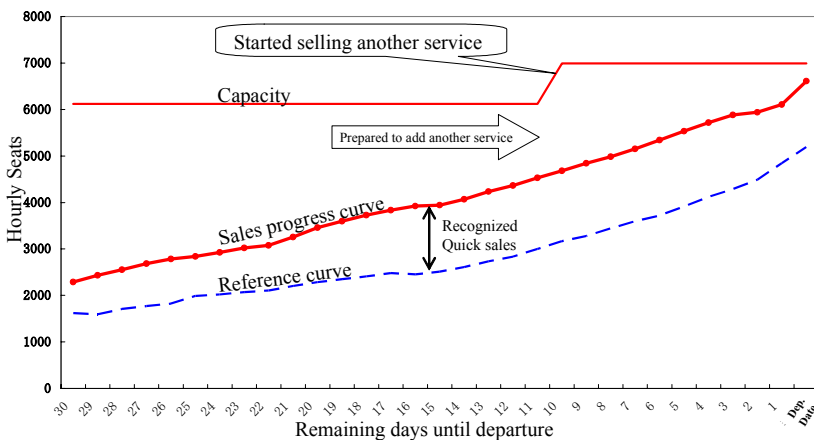 8000
7000
6000
5000
4000
3000
2000
1000
0
Hourly Seats
Started selling another service
Capacity
Prepared to add another service
Sales progress curve
Recognized
Quick sales
Reference curve
30 29 28 27 26 25 24 23 22 21 20 19 18 17 16 15 14 13 12 11 10 9 8 7 6 5 4 3 2 1 Dep. Date
Remaining days until departure